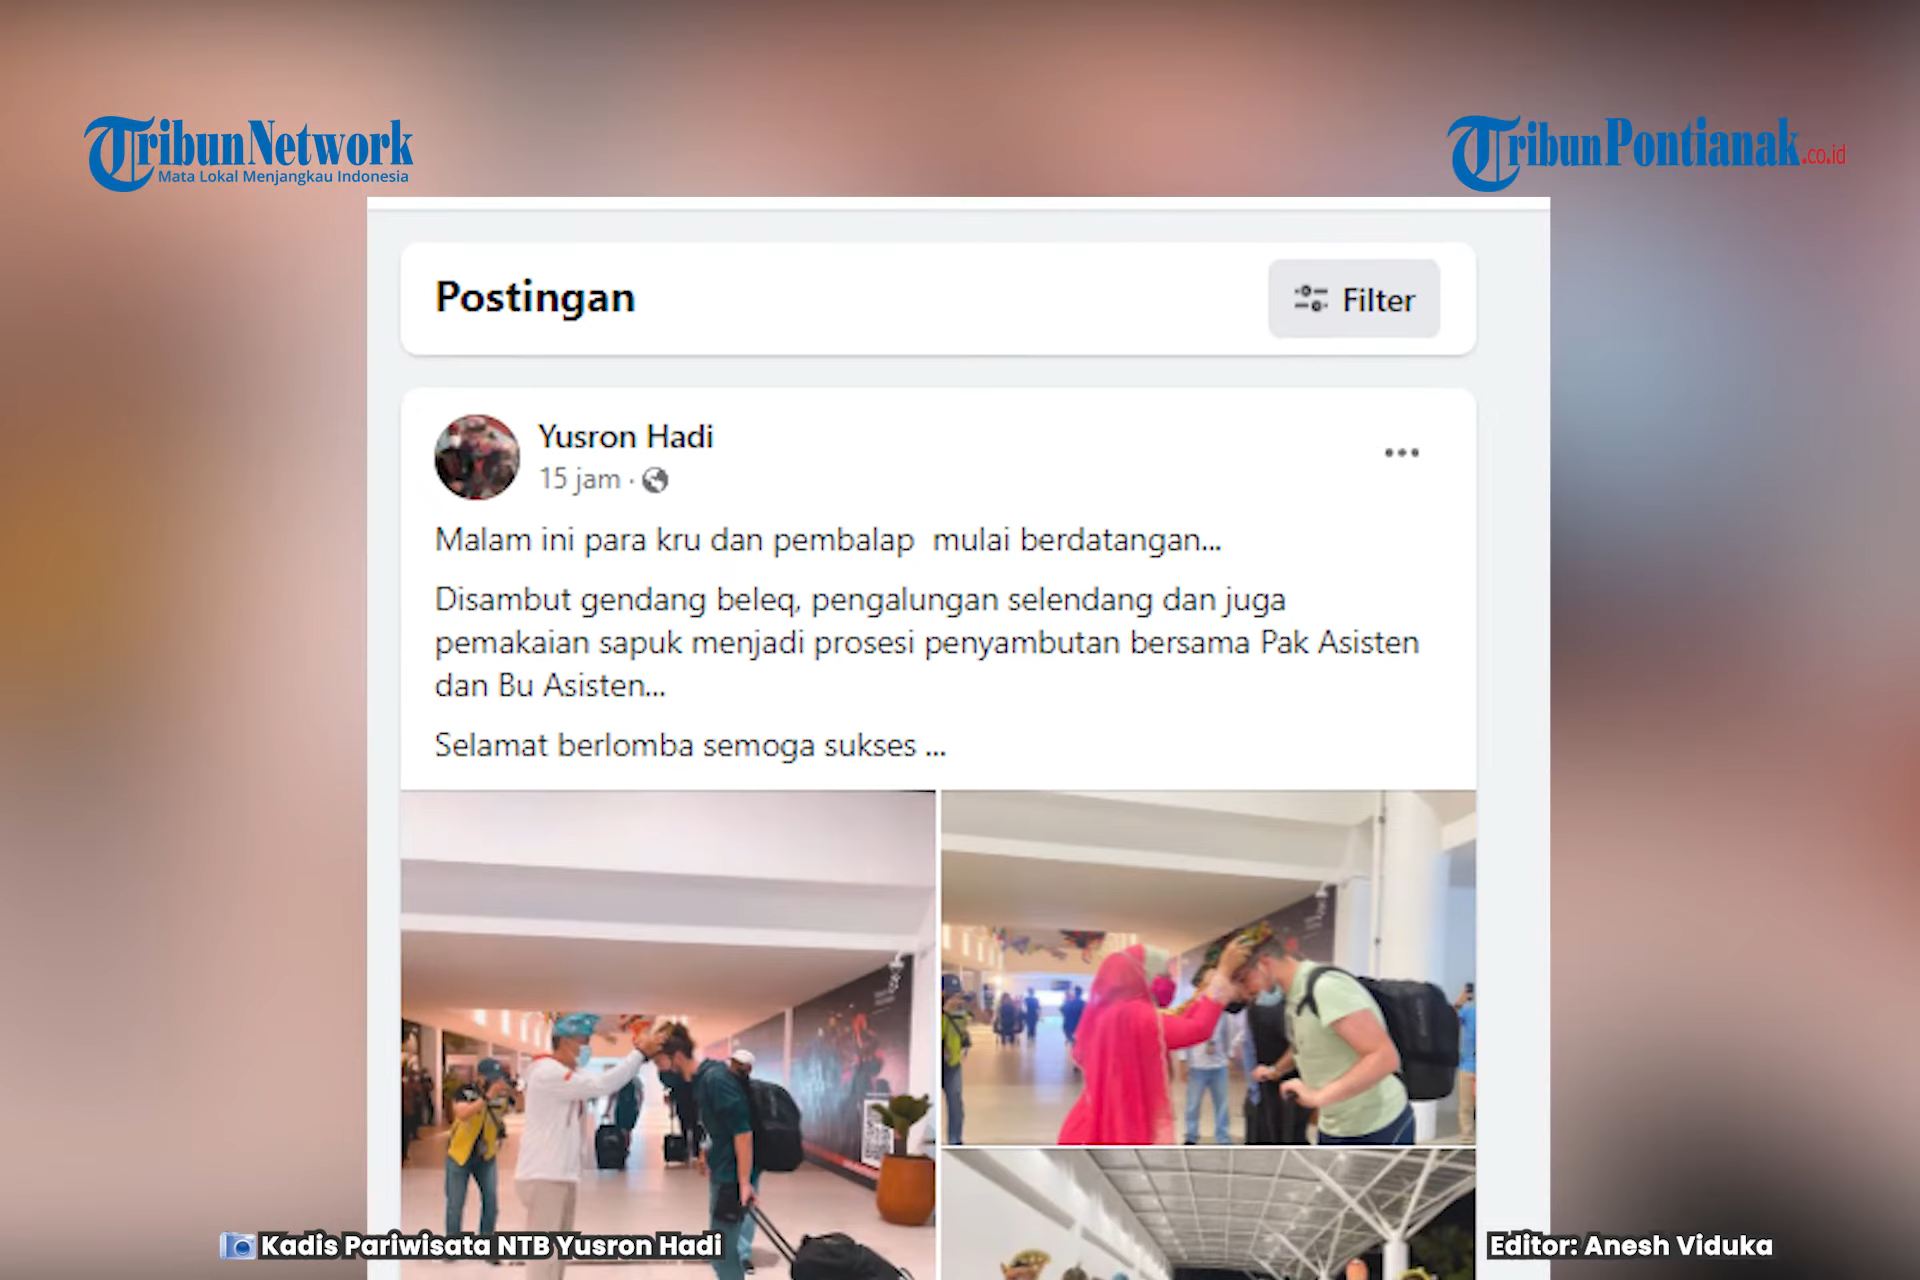 TribunNetwork
Mata Lokal Menjangkau Indonesia
TribunPontianak.co.id
Postingan
Filter
Yusron Hadi
15 jam ·
Malam ini para kru dan pembalap mulai berdatangan...
Disambut gendang beleq, pengalungan selendang dan juga
pemakaian sapuk menjadi prosesi penyambutan bersama Pak Asisten
dan Bu Asisten...
Selamat berlomba semoga sukses ...
Kadis Pariwisata NTB Yusron Hadi
Editor: Anesh Viduka